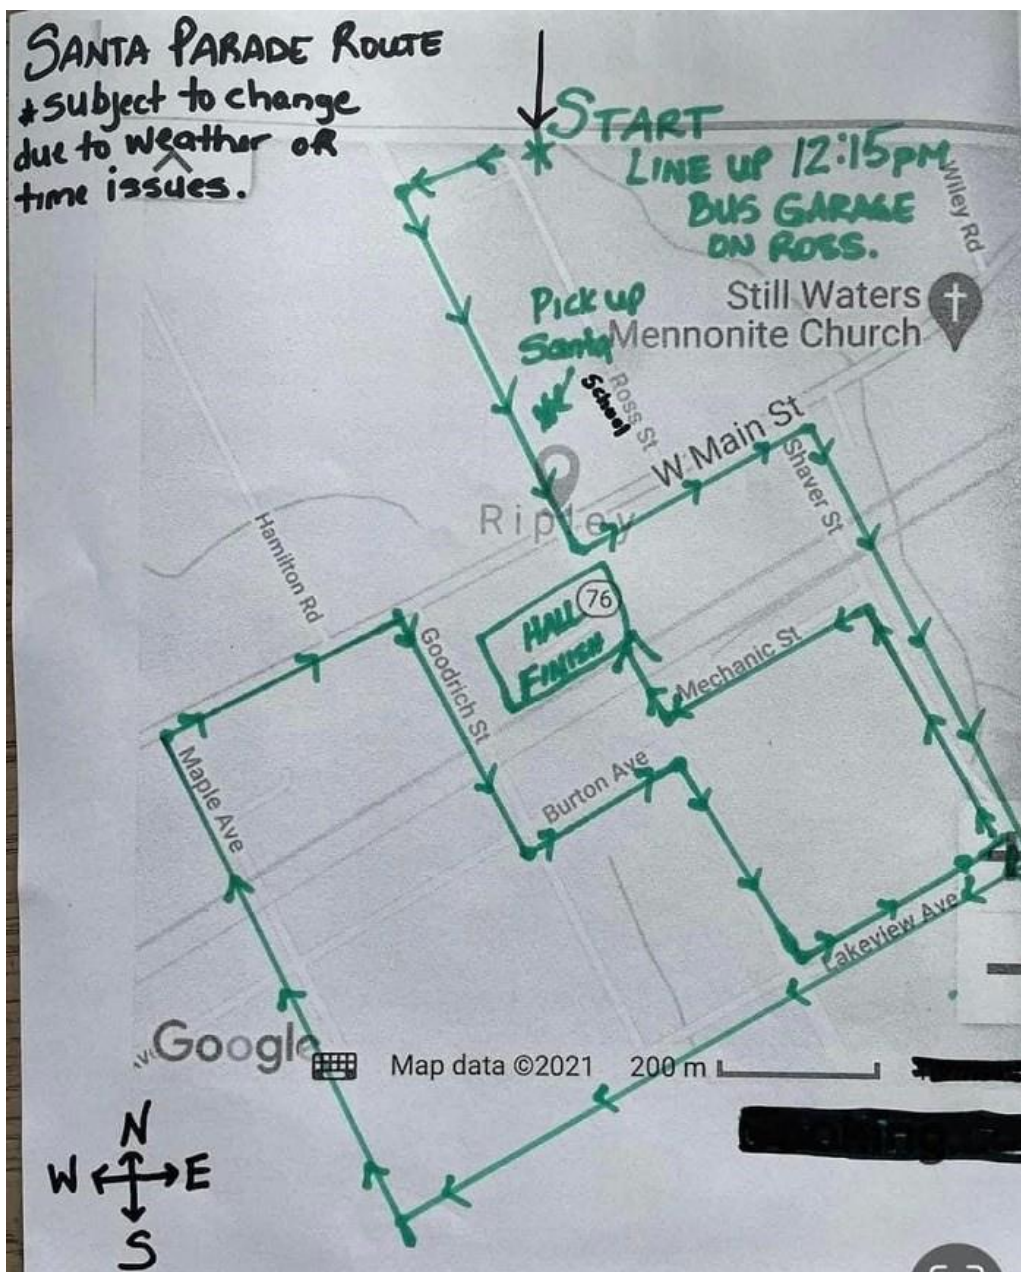 SANTA PARADE ROUTE
*subject to change
due to weather OR
time issues.
START
LINE UP 12:15pm
BUS GARAGE
ON ROSS.
Wiley Rd
Pick up
Santa
School
Still Waters
Mennonite Church
Ross St
W Main St
Shaver St
Ripley
Hamilton Rd
76
HALL
FINISH
Goodrich St
Mechanic St
Maple Ave
Burton Ave
Lakeview Ave
Google
Map data ©2021 200 m
N
W E
S